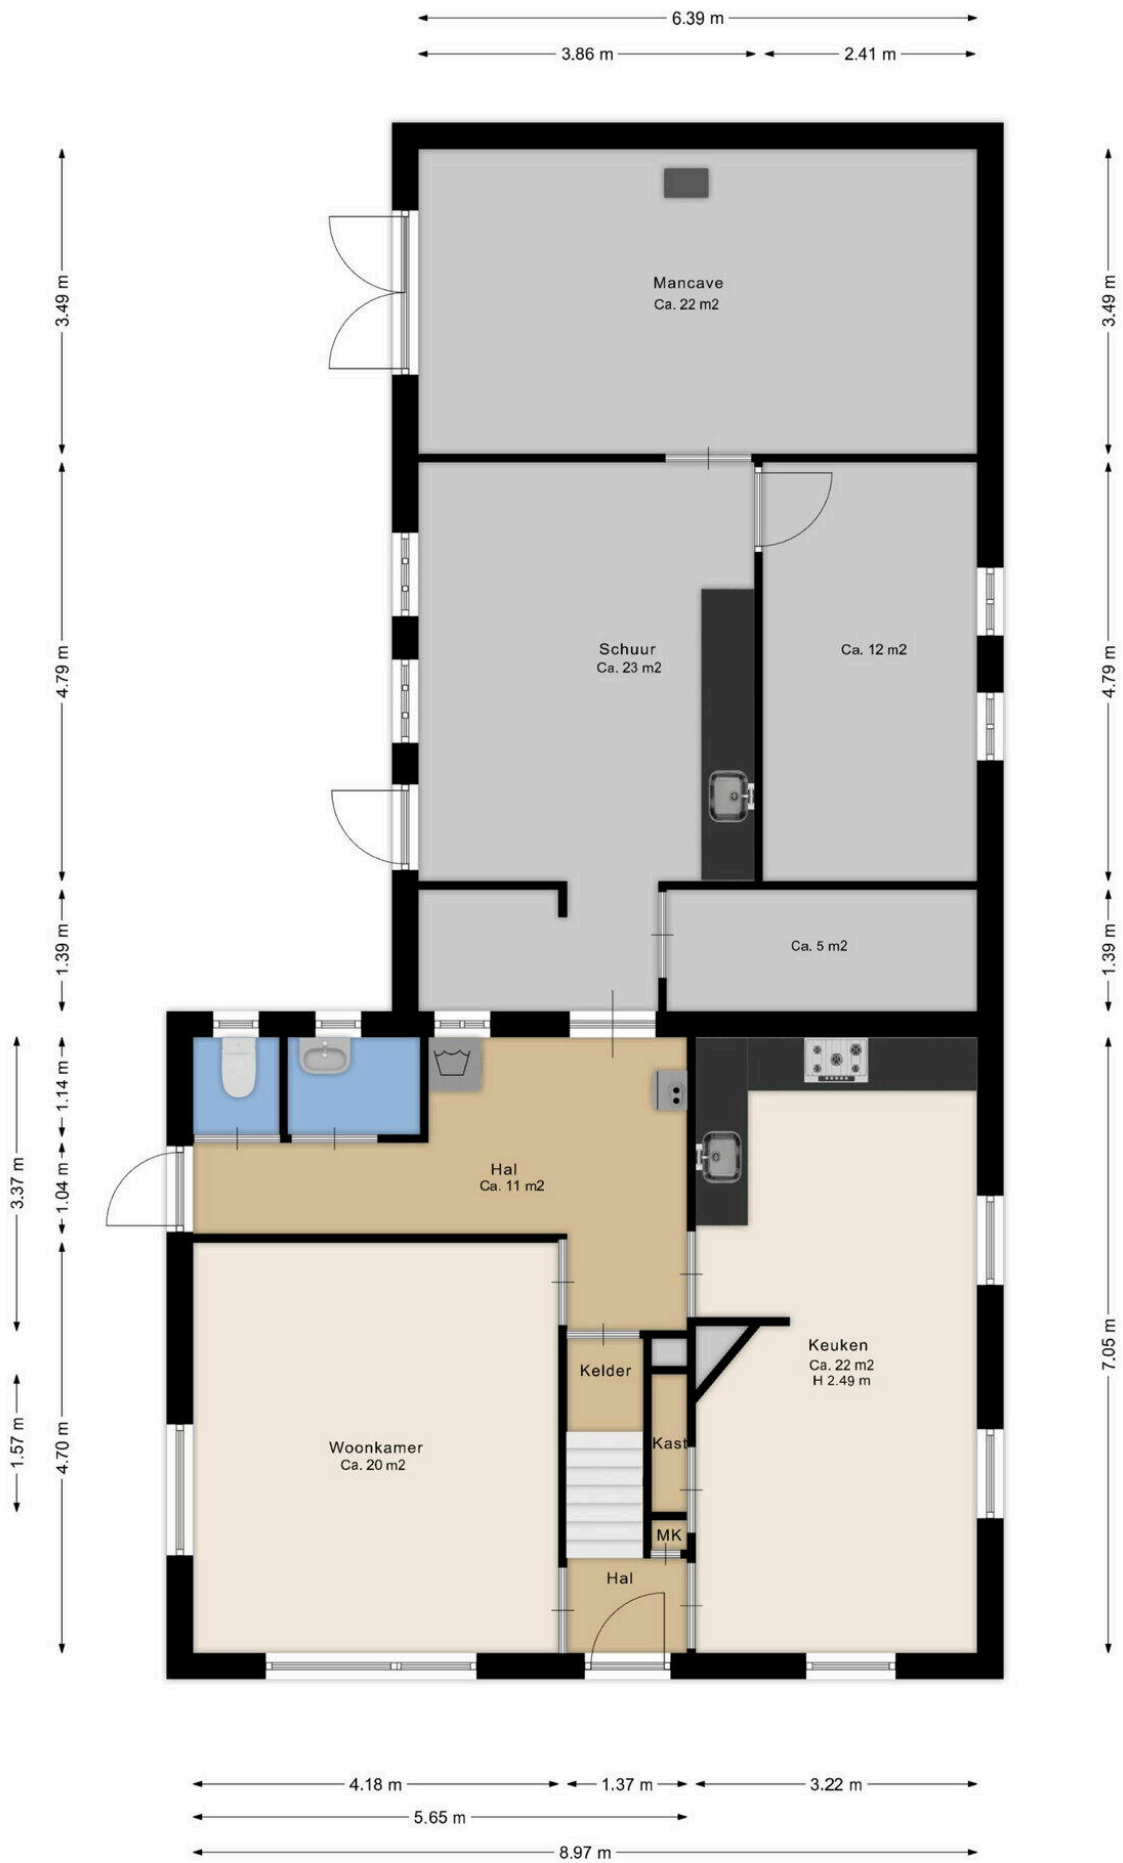 6.39 m
3.86 m
2.41 m
3.49 m
3.49 m
Mancave
Ca. 22 m2
4.79 m
4.79 m
Schuur
Ca. 23 m2
Ca. 12 m2
1.39 m
1.39 m
Ca. 5 m2
1.14 m
3.37 m
1.04 m
Hal
Ca. 11 m2
7.05 m
Keuken
Ca. 22 m2
H 2.49 m
Kelder
1.57 m
4.70 m
Woonkamer
Ca. 20 m2
Kast
MK
Hal
4.18 m
1.37 m
3.22 m
5.65 m
8.97 m